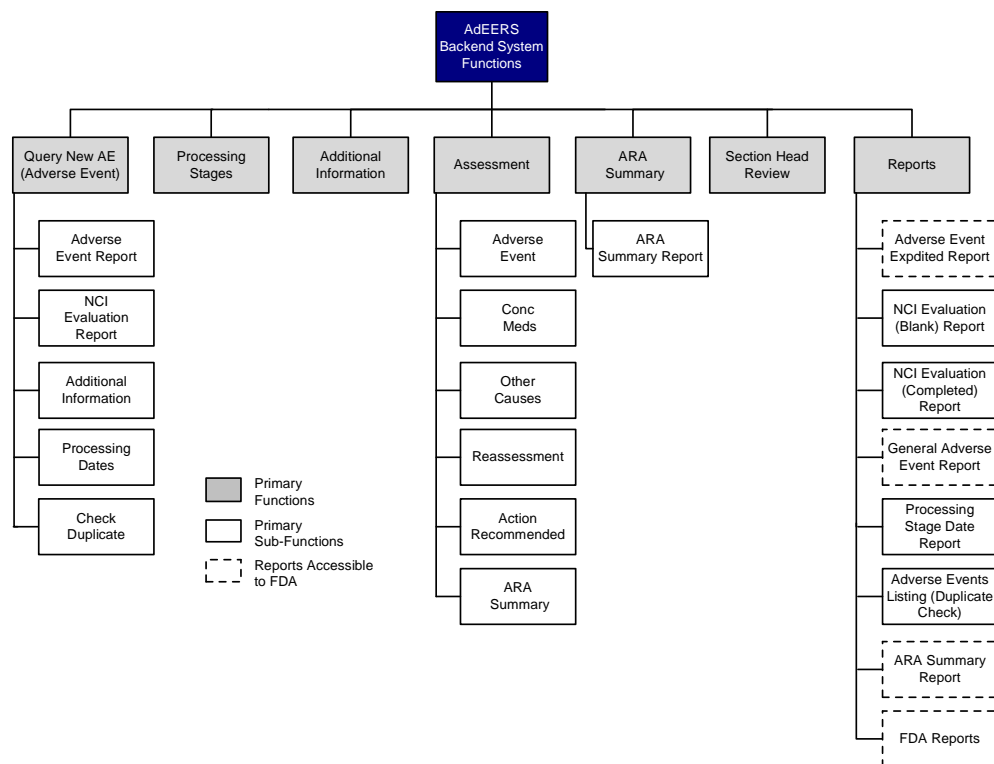 AdEERS
Backend System
Functions
Query New AE
(Adverse Event)
Processing
Stages
Additional
Information
Assessment
ARA
Summary
Section Head
Review
Reports
Adverse
Event Report
NCI
Evaluation
Report
Additional
Information
Processing
Dates
Check
Duplicate
Adverse
Event
Conc
Meds
Other
Causes
Reassessment
Action
Recommended
ARA
Summary
ARA
Summary Report
Adverse Event
Expdited Report
NCI Evaluation
(Blank) Report
NCI Evaluation
(Completed)
Report
General Adverse
Event Report
Processing
Stage Date
Report
Adverse Events
Listing (Duplicate
Check)
ARA Summary
Report
FDA Reports
Primary
Functions
Primary
Sub-Functions
Reports Accessible
to FDA